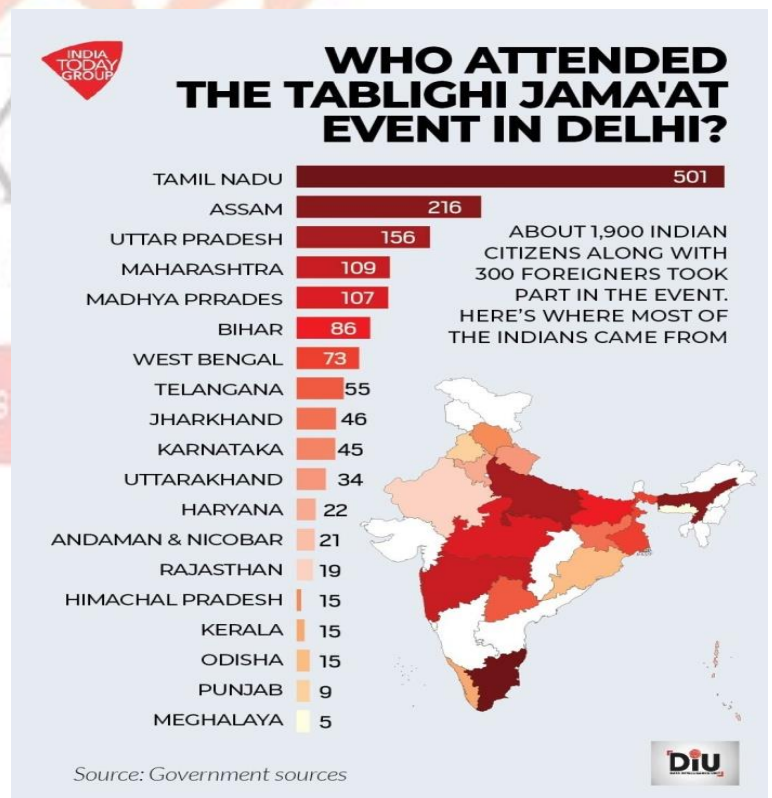 INDIA
TODAY
GROUP
WHO ATTENDED
THE TABLIGHI JAMA'AT
EVENT IN DELHI?
TAMIL NADU 501
ASSAM 216
UTTAR PRADESH 156
MAHARASHTRA 109
MADHYA PRRADES 107
BIHAR 86
WEST BENGAL 73
TELANGANA 55
JHARKHAND 46
KARNATAKA 45
UTTARAKHAND 34
HARYANA 22
ANDAMAN & NICOBAR 21
RAJASTHAN 19
HIMACHAL PRADESH 15
KERALA 15
ODISHA 15
PUNJAB 9
MEGHALAYA 5
ABOUT 1,900 INDIAN
CITIZENS ALONG WITH
300 FOREIGNERS TOOK
PART IN THE EVENT.
HERE'S WHERE MOST OF
THE INDIANS CAME FROM
Source: Government sources
DiU
DATA INTELLIGENCE UNIT